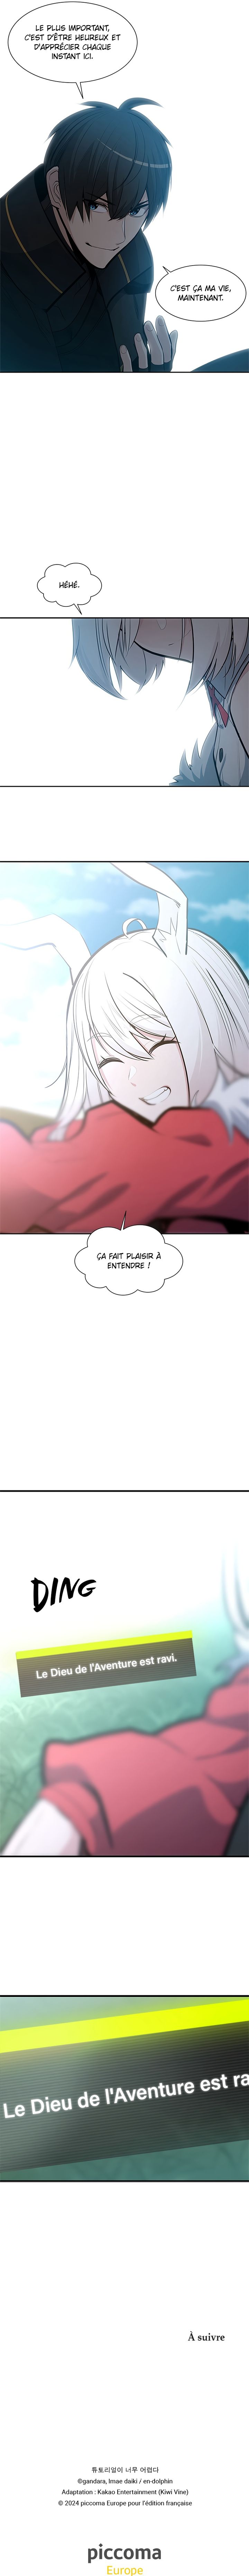 LE PLUS IMPORTANT,
C'EST D'ÊTRE HEUREUX ET
D'APPRÉCIER CHAQUE
INSTANT ICI.
C'EST ÇA MA VIE,
MAINTENANT.
HÉHÉ.
ÇA FAIT PLAISIR À
ENTENDRE !
DING
Le Dieu de l'Aventure est ravi.
Le Dieu de l'Aventure est ra
À suivre
튜토리얼이 너무 어렵다
©gandara, Imae daiki / en-dolphin
Adaptation : Kakao Entertainment (Kiwi Vine)
© 2024 piccoma Europe pour l'édition française
piccoma
Europe